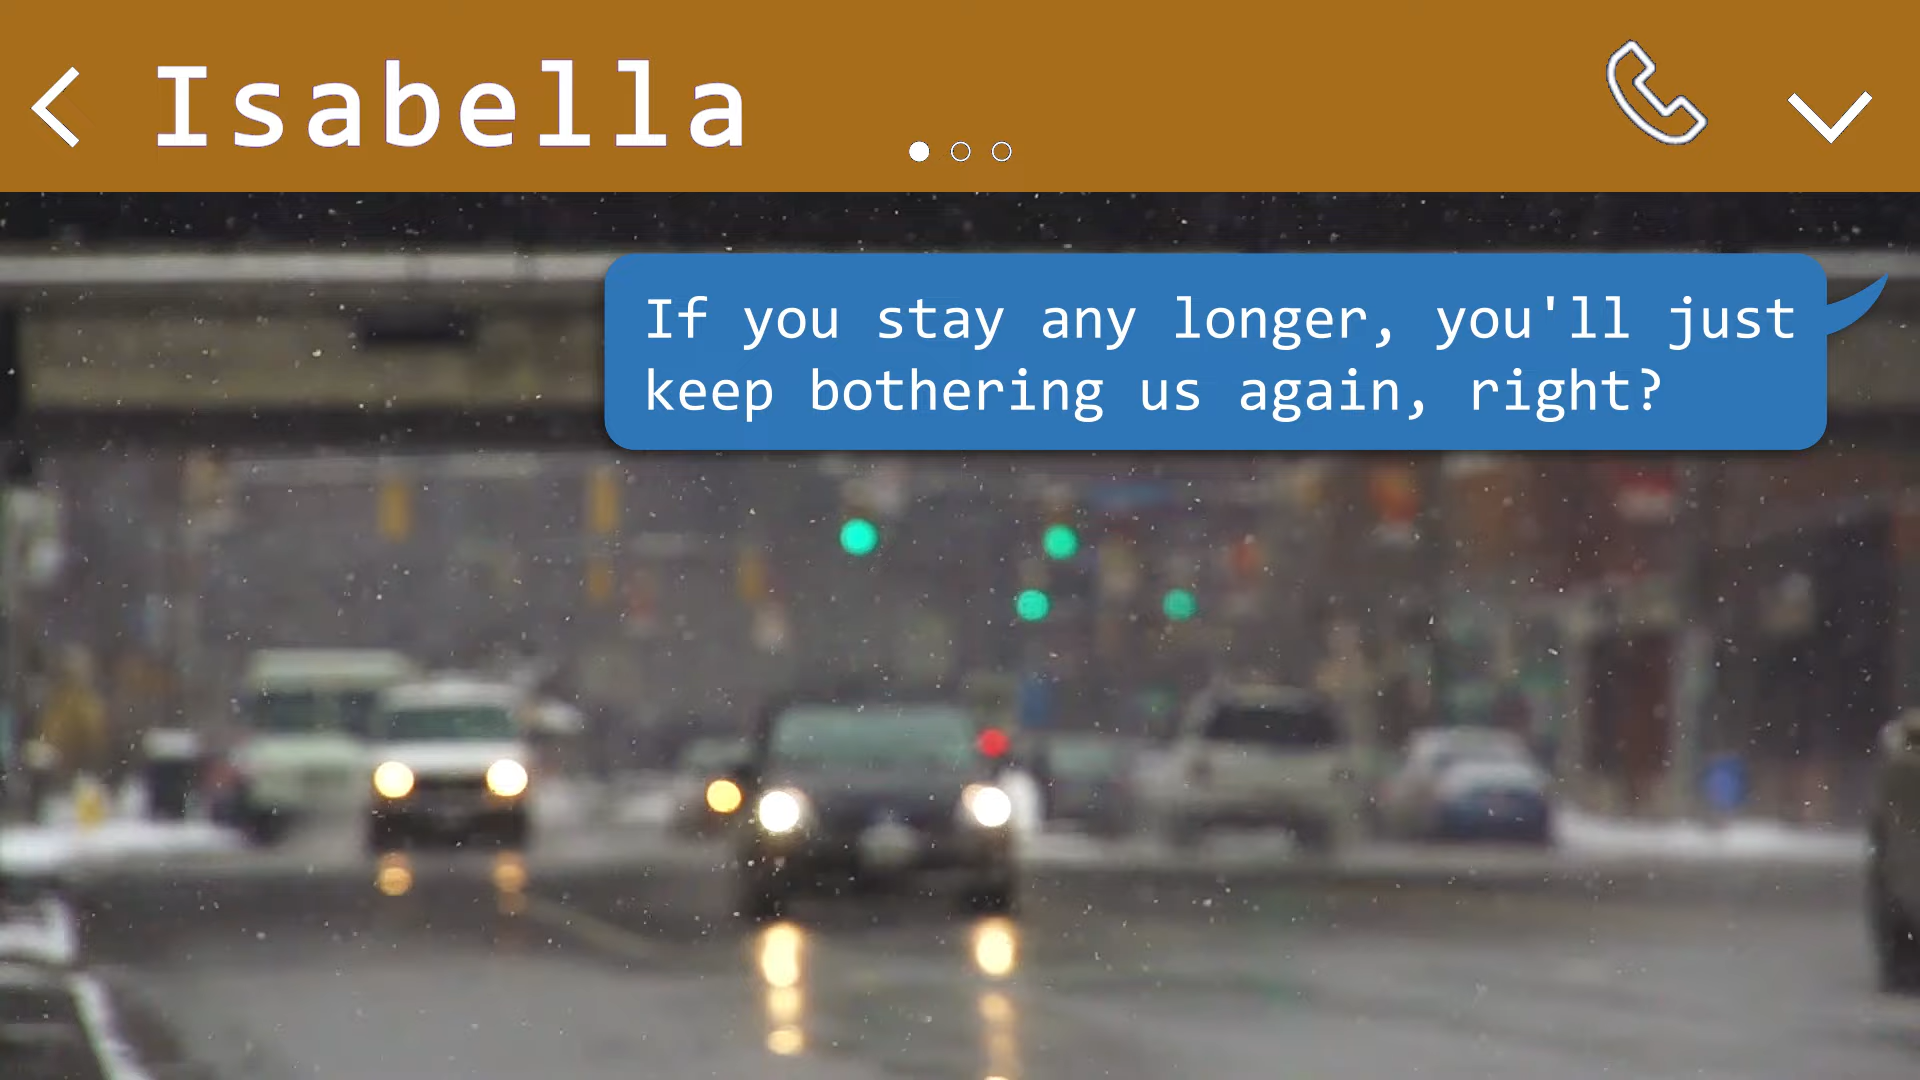 Isabella
If you stay any longer, you'll just
keep bothering us again, right?